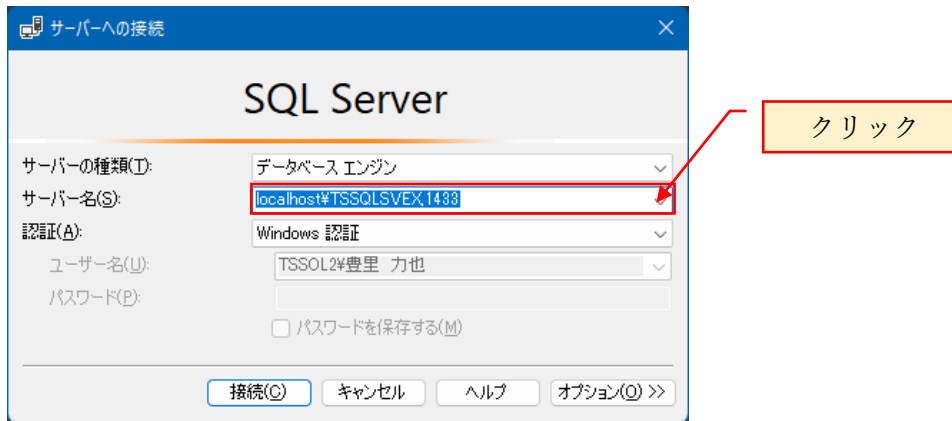 サーバーへの接続
SQL Server
クリック
サーバーの種類(T):
データベース エンジン
サーバー名(S):
localhost¥TSSQLSVEX,1433
認証(A):
Windows 認証
ユーザー名(U):
TSSOL2¥豊里 力也
パスワード(P):
パスワードを保存する(M)
接続(C)
キャンセル
ヘルプ
オプション(O) >>